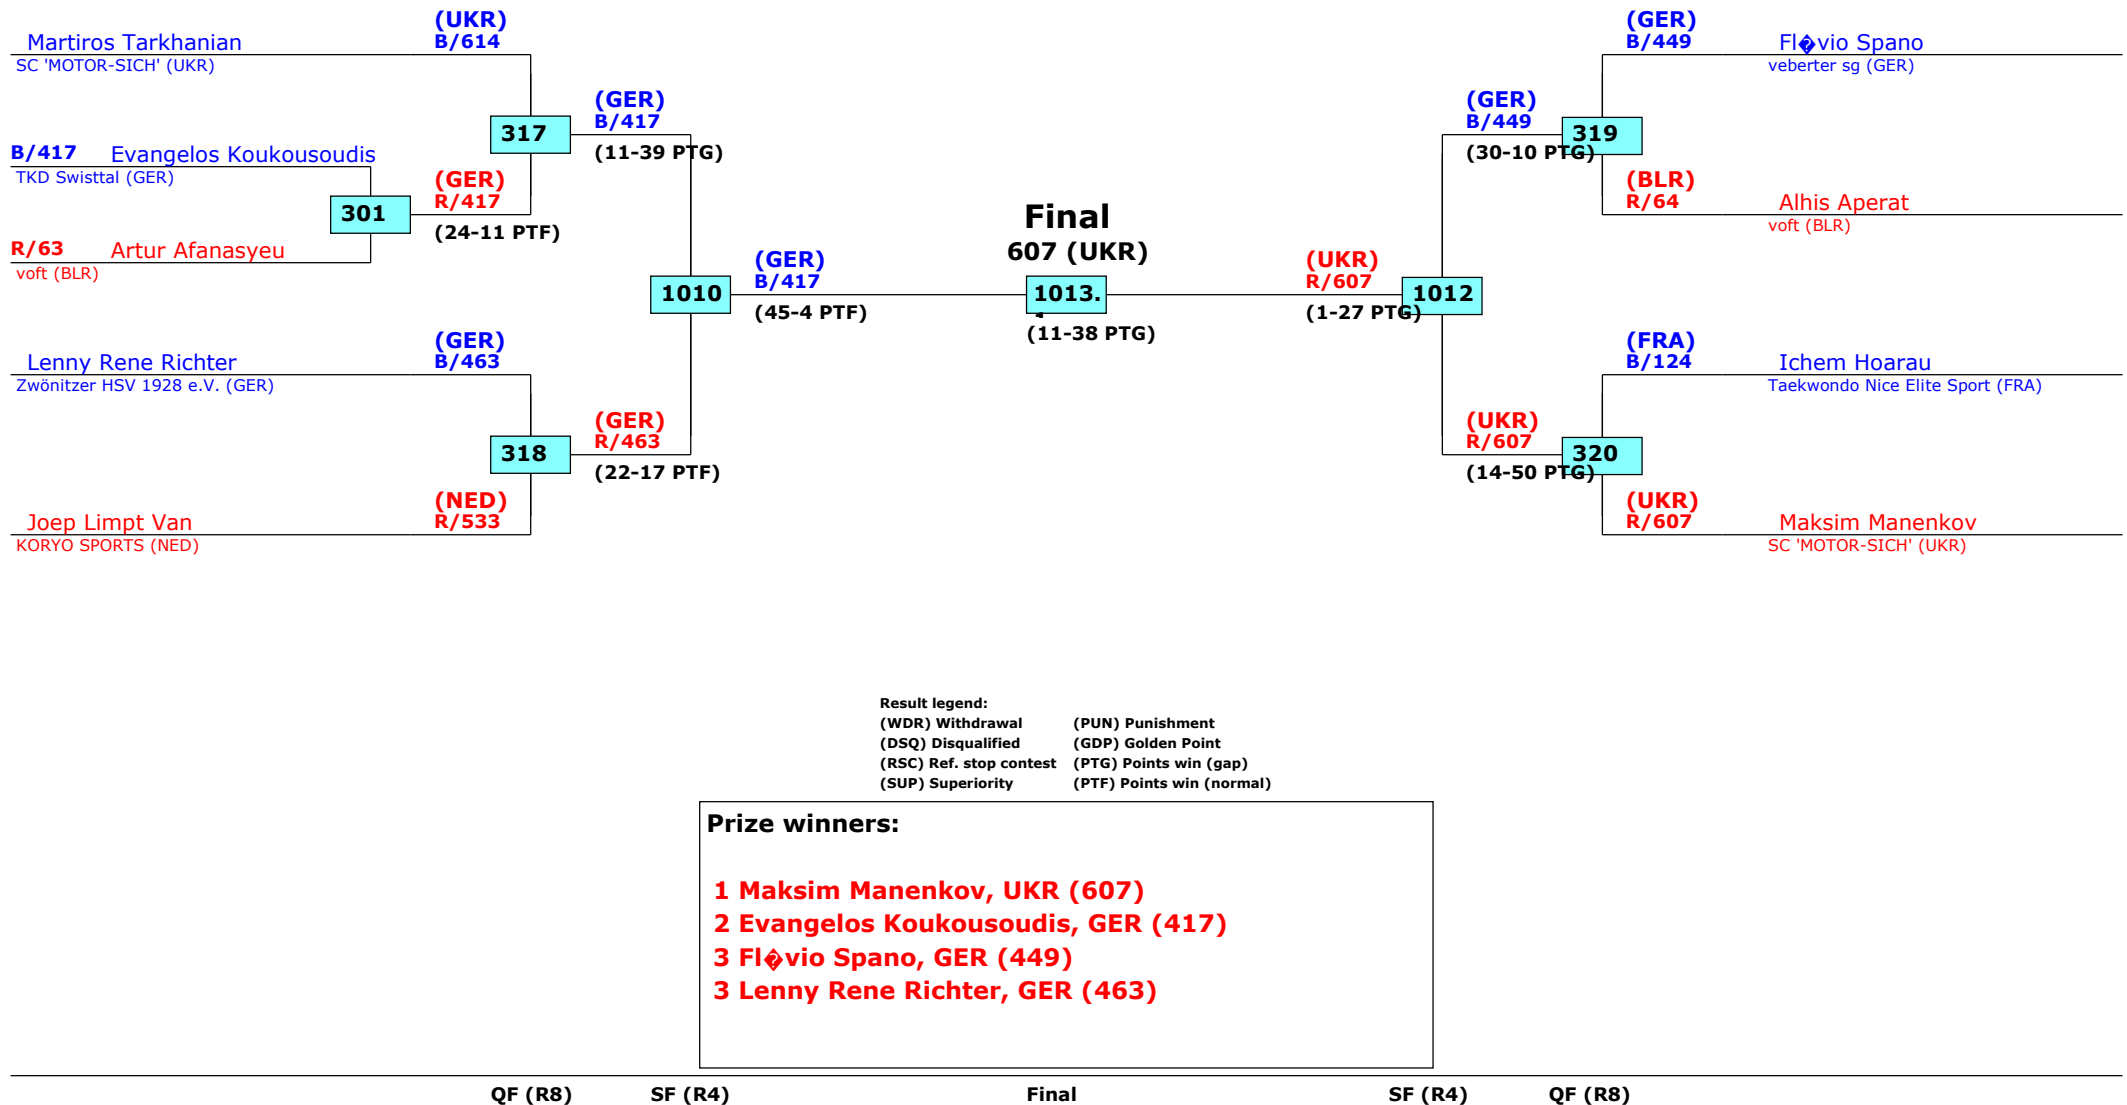 (UKR)
B/614
Martiros Tarkhanian
SC 'MOTOR-SICH' (UKR)
317
(GER)
B/417
(11-39 PTG)
B/417 Evangelos Koukousoudis
TKD Swisttal (GER)
301
(GER)
R/417
(24-11 PTF)
R/63 Artur Afanasyeu
voft (BLR)
1010
(GER)
B/417
(45-4 PTF)
(GER)
B/463
Lenny Rene Richter
Zwönitzer HSV 1928 e.V. (GER)
318
(GER)
R/463
(22-17 PTF)
(NED)
R/533
Joep Limpt Van
KORYO SPORTS (NED)
Final
607 (UKR)
1013.
(11-38 PTG)
(GER)
B/449
Fl�vio Spano
veberter sg (GER)
(GER)
B/449
319
(30-10 PTG)
(BLR)
R/64
Alhis Aperat
voft (BLR)
(UKR)
R/607
1012
(1-27 PTG)
(FRA)
B/124
Ichem Hoarau
Taekwondo Nice Elite Sport (FRA)
(UKR)
R/607
320
(14-50 PTG)
(UKR)
R/607
Maksim Manenkov
SC 'MOTOR-SICH' (UKR)
Result legend:
(WDR) Withdrawal (PUN) Punishment
(DSQ) Disqualified (GDP) Golden Point
(RSC) Ref. stop contest (PTG) Points win (gap)
(SUP) Superiority (PTF) Points win (normal)
Prize winners:
1 Maksim Manenkov, UKR (607)
2 Evangelos Koukousoudis, GER (417)
3 Fl�vio Spano, GER (449)
3 Lenny Rene Richter, GER (463)
QF (R8) SF (R4) Final SF (R4) QF (R8)